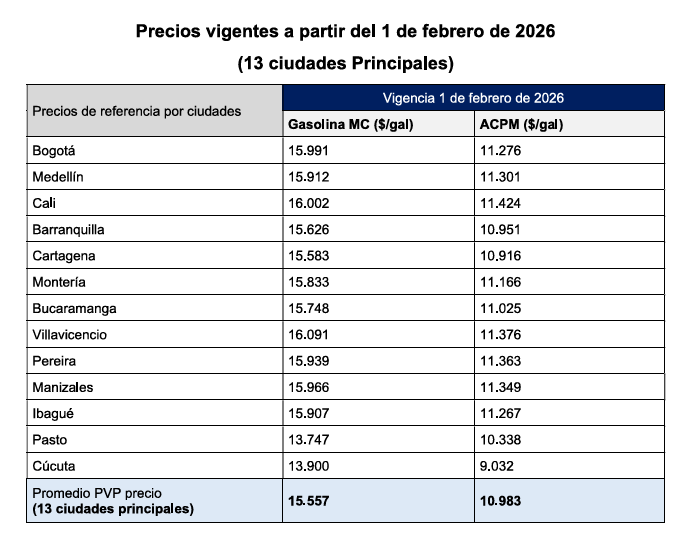 Precios vigentes a partir del 1 de febrero de 2026
(13 ciudades Principales)
Precios de referencia por ciudades
Vigencia 1 de febrero de 2026
Gasolina MC ($/gal) ACPM ($/gal)
Bogotá 15.991 11.276
Medellín 15.912 11.301
Cali 16.002 11.424
Barranquilla 15.626 10.951
Cartagena 15.583 10.916
Montería 15.833 11.166
Bucaramanga 15.748 11.025
Villavicencio 16.091 11.376
Pereira 15.939 11.363
Manizales 15.966 11.349
Ibagué 15.907 11.267
Pasto 13.747 10.338
Cúcuta 13.900 9.032
Promedio PVP precio
(13 ciudades principales) 15.557 10.983